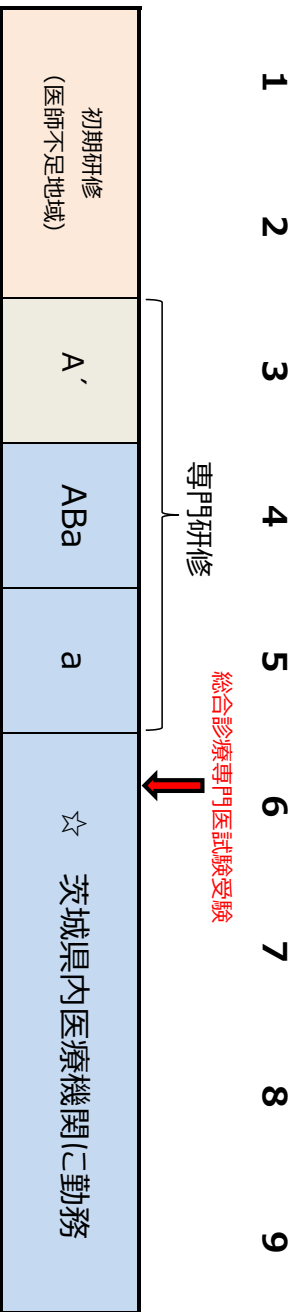 1 2 3 4 5 6 7 8 9
専門研修
総合診療専門医試験受験
初期研修
(医師不足地域)
A´
ABa
a
☆ 茨城県内医療機関に勤務